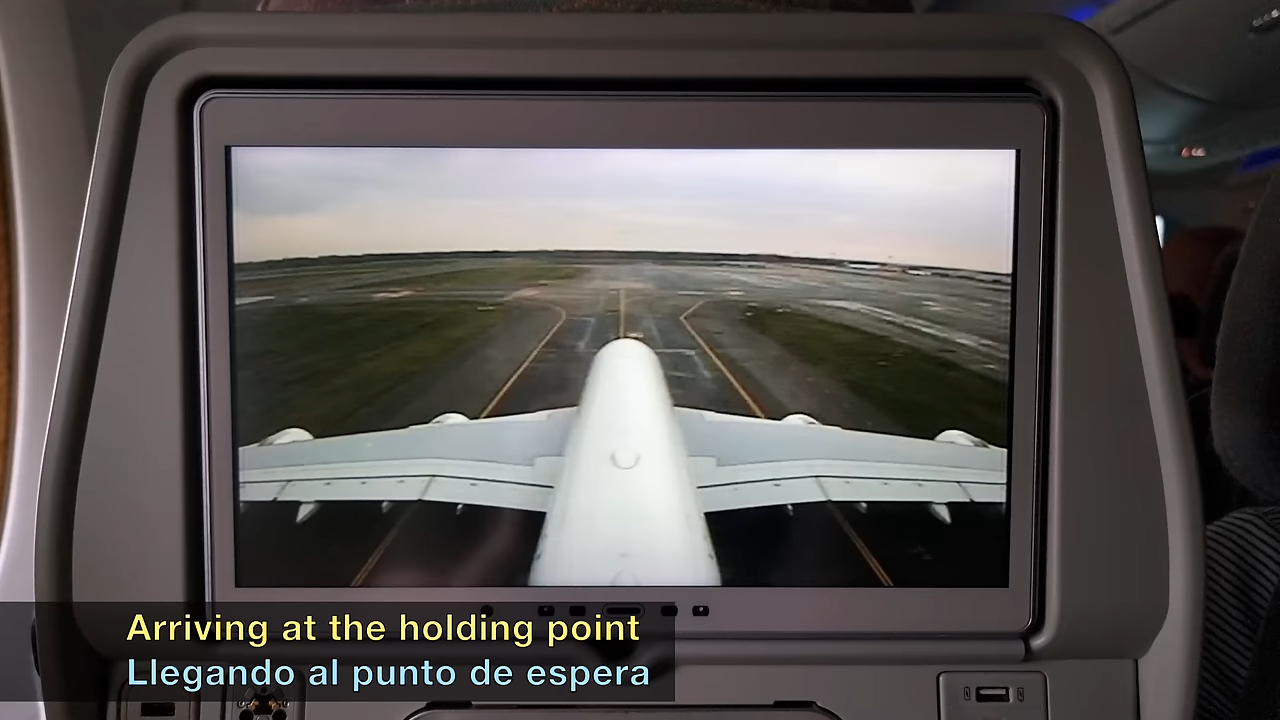 Arriving at the holding point
Llegando al punto de espera